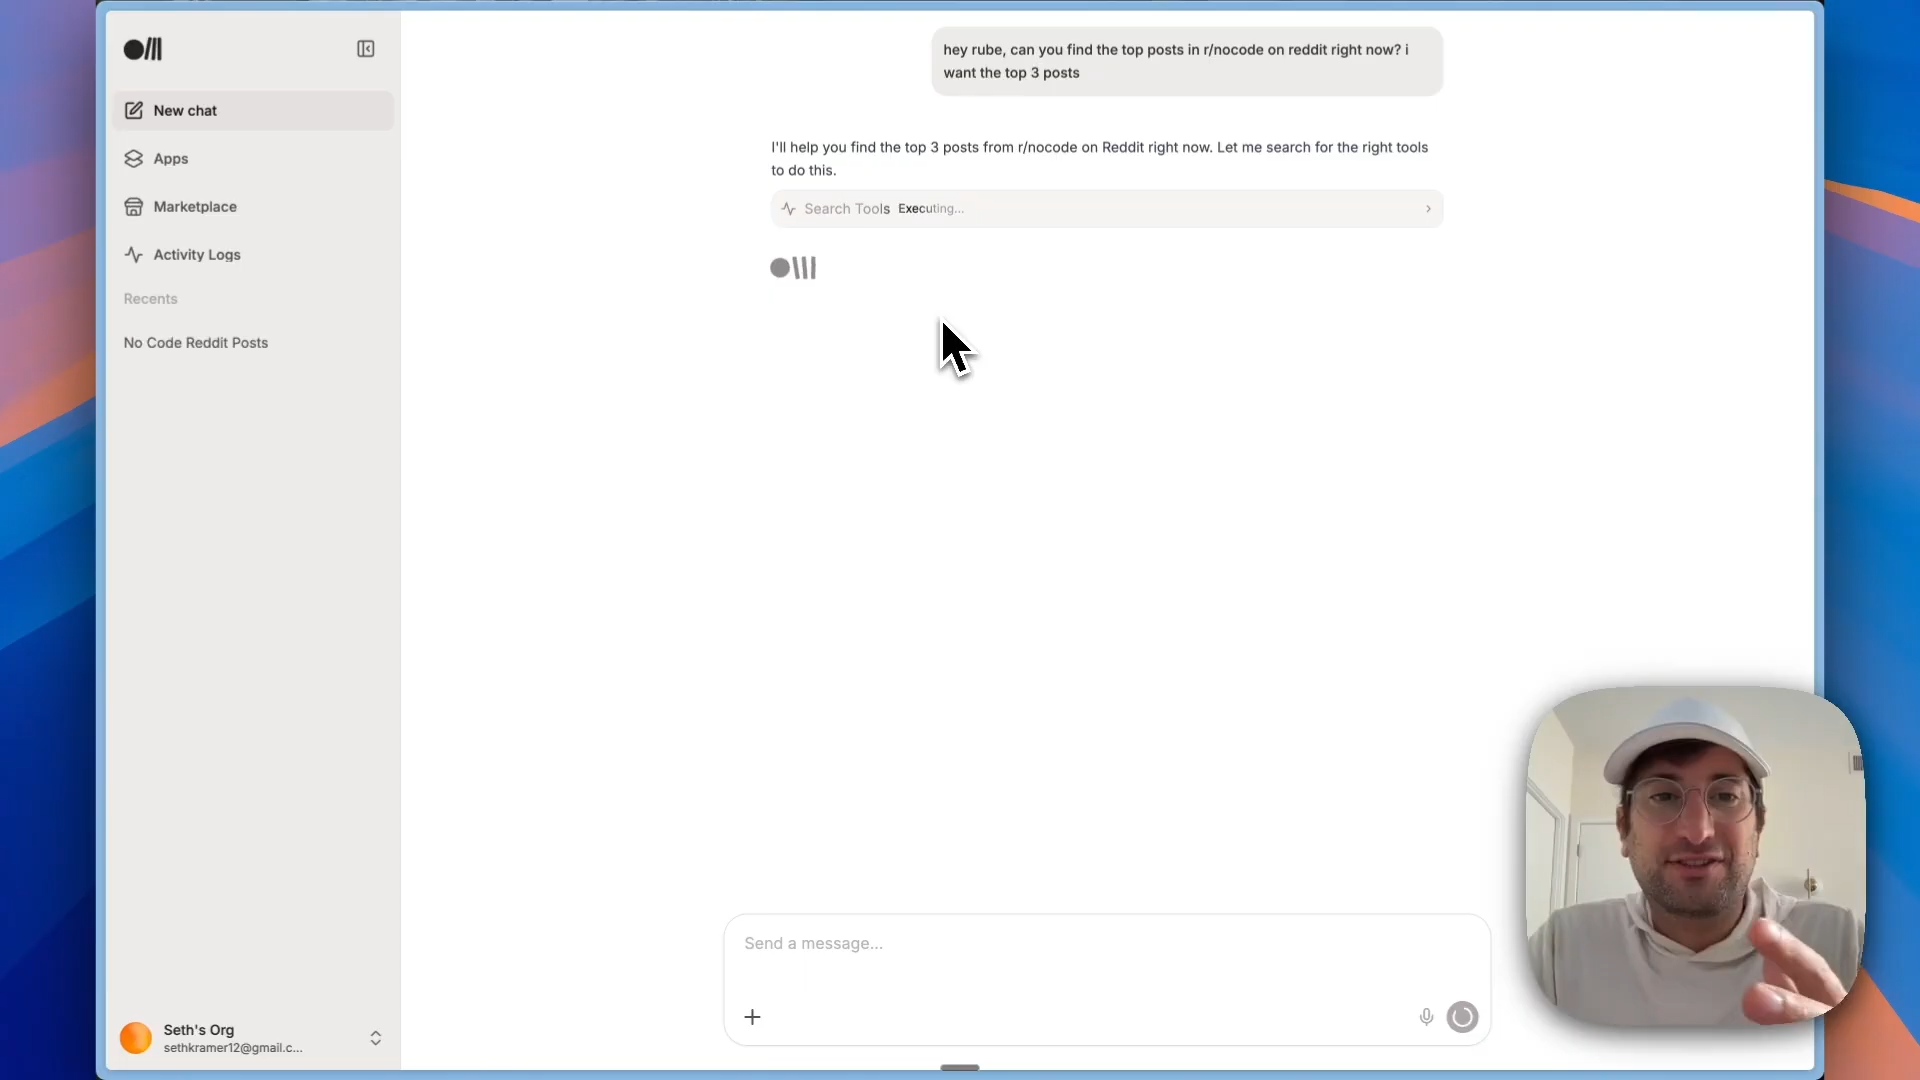 New chat
Apps
Marketplace
Activity Logs
Recents
No Code Reddit Posts
Seth's Org
sethkramer12@gmail.c...
hey rube, can you find the top posts in r/nocode on reddit right now? i
want the top 3 posts
I'll help you find the top 3 posts from r/nocode on Reddit right now. Let me search for the right tools
to do this.
Search Tools Executing...
Send a message...